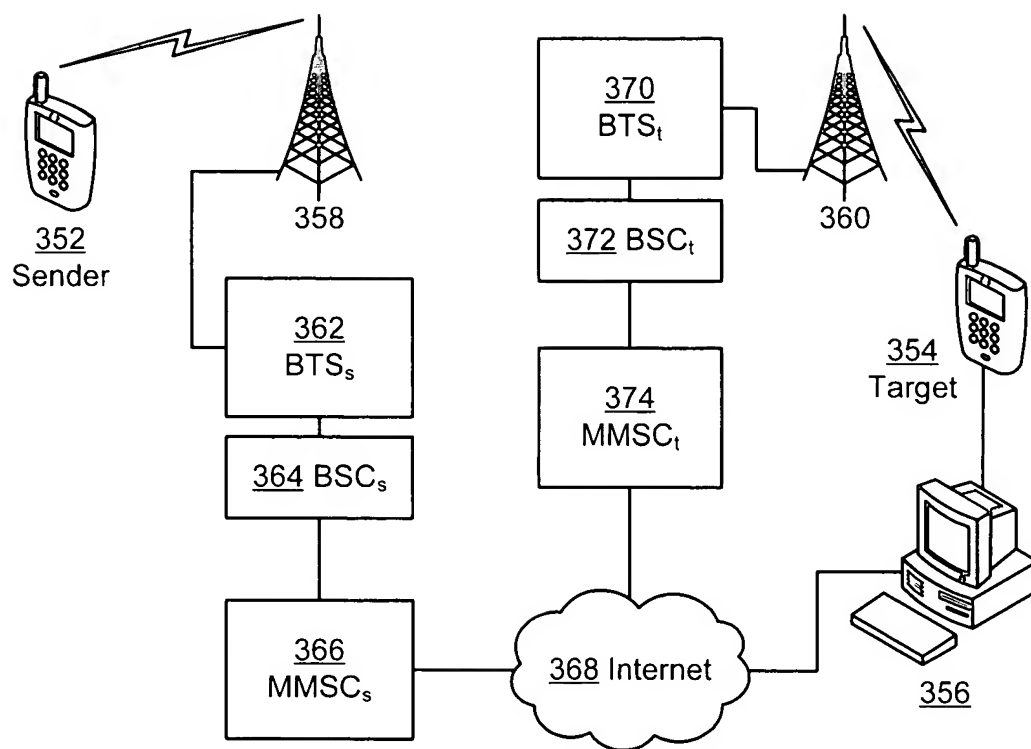 352
Sender
358
362
BTSs
364 BSCs
366
MMSCs
368 Internet
370
BTSt
372 BSCt
374
MMSCt
360
354
Target
356